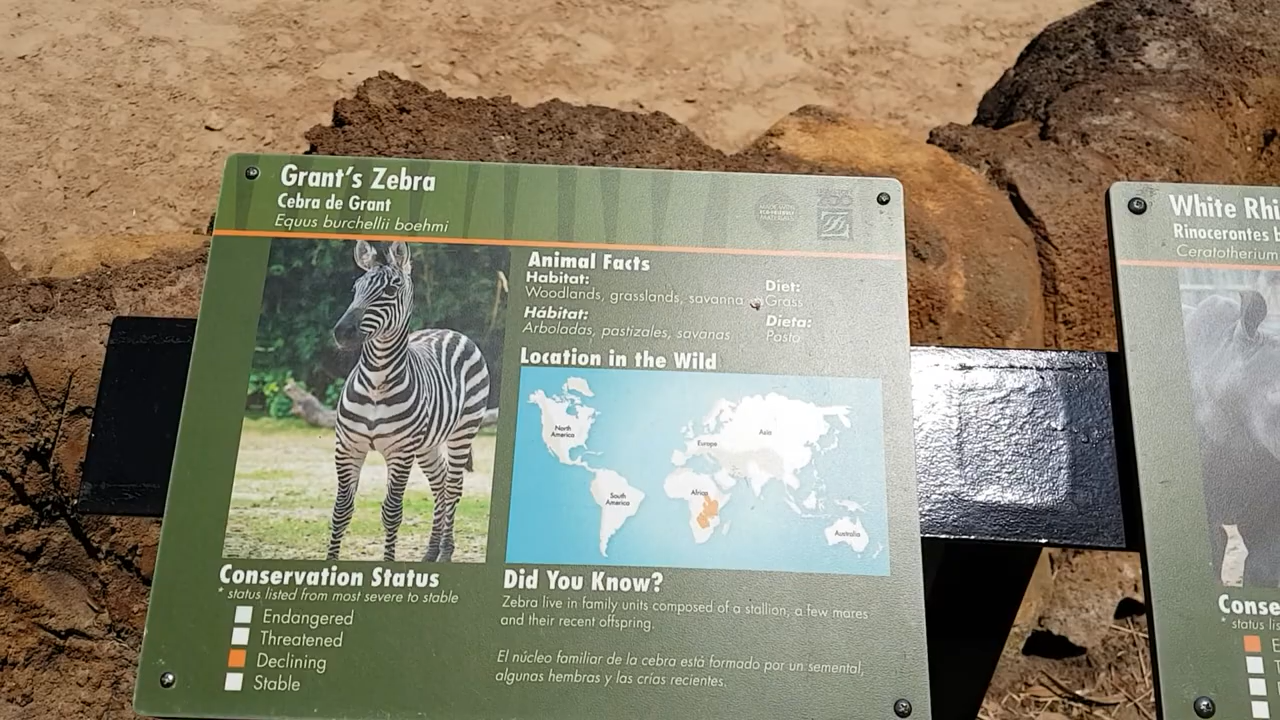 Grant's Zebra
Cebra de Grant
Equus burchellii boehmi
ZOO
Animal Facts
Habitat:
Woodlands, grasslands, savanna
Diet:
Grass
Hábitat:
Arboladas, pastizales, savanas
Dieta:
Pasto
Location in the Wild
North
America
South
America
Europe
Asia
Africa
Australia
Conservation Status
* status listed from most severe to stable
Endangered
Threatened
Declining
Stable
Did You Know?
Zebra live in family units composed of a stallion, a few mares
and their recent offspring.
El núcleo familiar de la cebra está formado por un semental,
algunas hembras y las crías recientes.
White Rhi
Rinocerontes b
Ceratotherium
Conse
* status lis
E